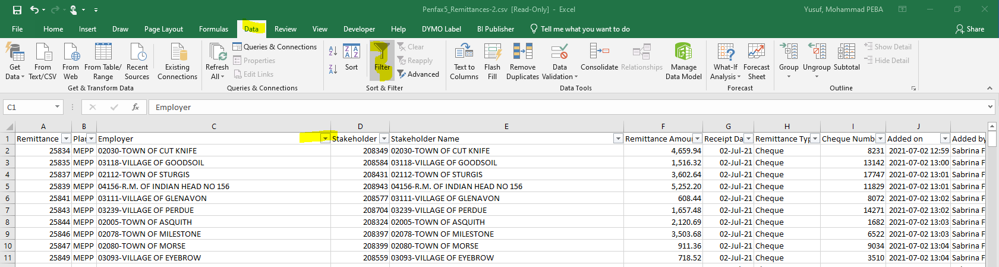 Penfax5_Remittances-2.csv [Read-Only] - Excel
Yusuf, Mohammad PEBA
File Home Insert Draw Page Layout Formulas Data Review View Developer Help DYMO Label BI Publisher Tell me what you want to do Share
Get Data
From Text/CSV
From Web
From Table/ Range
Recent Sources
Existing Connections
Get & Transform Data
Refresh All
Queries & Connections
Properties
Edit Links
Queries & Connections
Sort
Filter
Clear
Reapply
Advanced
Sort & Filter
Text to Columns
Flash Fill
Remove Duplicates
Data Validation
Consolidate
Relationships
Manage Data Model
Data Tools
What-If Analysis
Forecast Sheet
Forecast
Group
Ungroup
Subtotal
Show Detail
Hide Detail
Outline
C1 fx Employer
A B C D E F G H I J
1 Remittance Plan Employer Stakeholder Stakeholder Name Remittance Amour Receipt Da Remittance Typ Cheque Numb Added on Added by
2 25834 MEPP 02030-TOWN OF CUT KNIFE 208349 02030-TOWN OF CUT KNIFE 4,659.94 02-Jul-21 Cheque 8231 2021-07-02 12:59 Sabrina F
3 25835 MEPP 03118-VILLAGE OF GOODSOIL 208584 03118-VILLAGE OF GOODSOIL 1,516.32 02-Jul-21 Cheque 13142 2021-07-02 13:00 Sabrina F
4 25837 MEPP 02112-TOWN OF STURGIS 208431 02112-TOWN OF STURGIS 3,602.64 02-Jul-21 Cheque 17747 2021-07-02 13:01 Sabrina F
5 25839 MEPP 04156-R.M. OF INDIAN HEAD NO 156 208943 04156-R.M. OF INDIAN HEAD NO 156 5,252.20 02-Jul-21 Cheque 11829 2021-07-02 13:01 Sabrina F
6 25841 MEPP 03111-VILLAGE OF GLENAVON 208577 03111-VILLAGE OF GLENAVON 608.44 02-Jul-21 Cheque 8072 2021-07-02 13:02 Sabrina F
7 25843 MEPP 03239-VILLAGE OF PERDUE 208704 03239-VILLAGE OF PERDUE 1,657.48 02-Jul-21 Cheque 14271 2021-07-02 13:02 Sabrina F
8 25844 MEPP 02005-TOWN OF ASQUITH 208324 02005-TOWN OF ASQUITH 2,120.69 02-Jul-21 Cheque 1682 2021-07-02 13:03 Sabrina F
9 25846 MEPP 02078-TOWN OF MILESTONE 208397 02078-TOWN OF MILESTONE 3,503.68 02-Jul-21 Cheque 6522 2021-07-02 13:03 Sabrina F
10 25847 MEPP 02080-TOWN OF MORSE 208399 02080-TOWN OF MORSE 911.36 02-Jul-21 Cheque 9034 2021-07-02 13:04 Sabrina F
11 25849 MEPP 03093-VILLAGE OF EYEBROW 208559 03093-VILLAGE OF EYEBROW 718.52 02-Jul-21 Cheque 3510 2021-07-02 13:04 Sabrina F